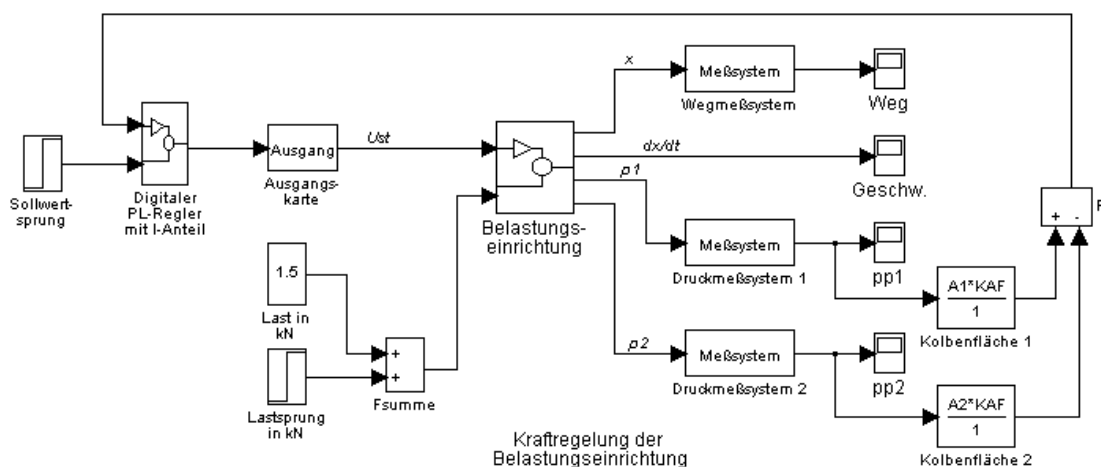 x
Meßsystem
Wegmeßsystem
Weg
Sollwert-
sprung
Digitaler
PL-Regler
mit I-Anteil
Ausgang
Ausgangs-
karte
Ust
Belastungs-
einrichtung
dx/dt
Geschw.
p1
Meßsystem
Druckmeßsystem 1
pp1
A1*KAF
1
Kolbenfläche 1
+ -
F
1.5
Last in
kN
Lastsprung
in kN
+
+
Fsumme
p2
Meßsystem
Druckmeßsystem 2
pp2
A2*KAF
1
Kolbenfläche 2
Kraftregelung der
Belastungseinrichtung